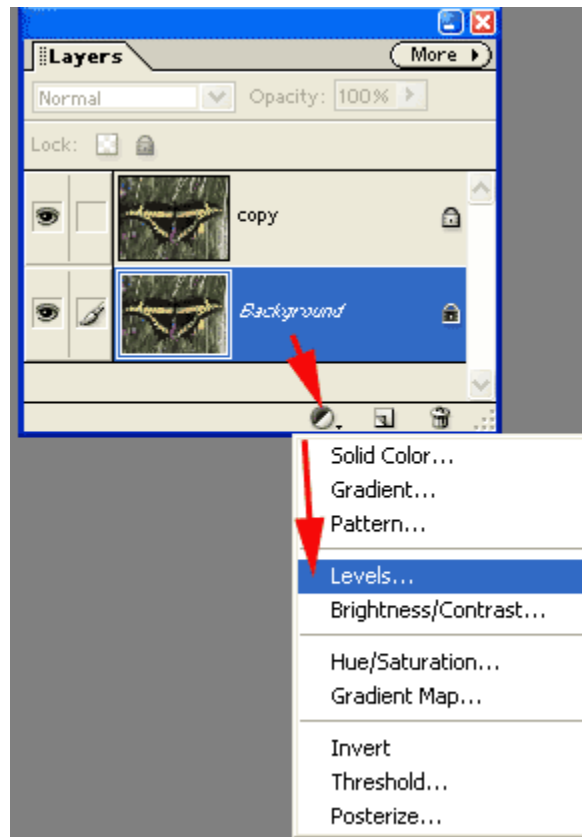 Layers
More
Normal
Opacity: 100%
Lock:
copy
Background
Solid Color...
Gradient...
Pattern...
Levels...
Brightness/Contrast...
Hue/Saturation...
Gradient Map...
Invert
Threshold...
Posterize...